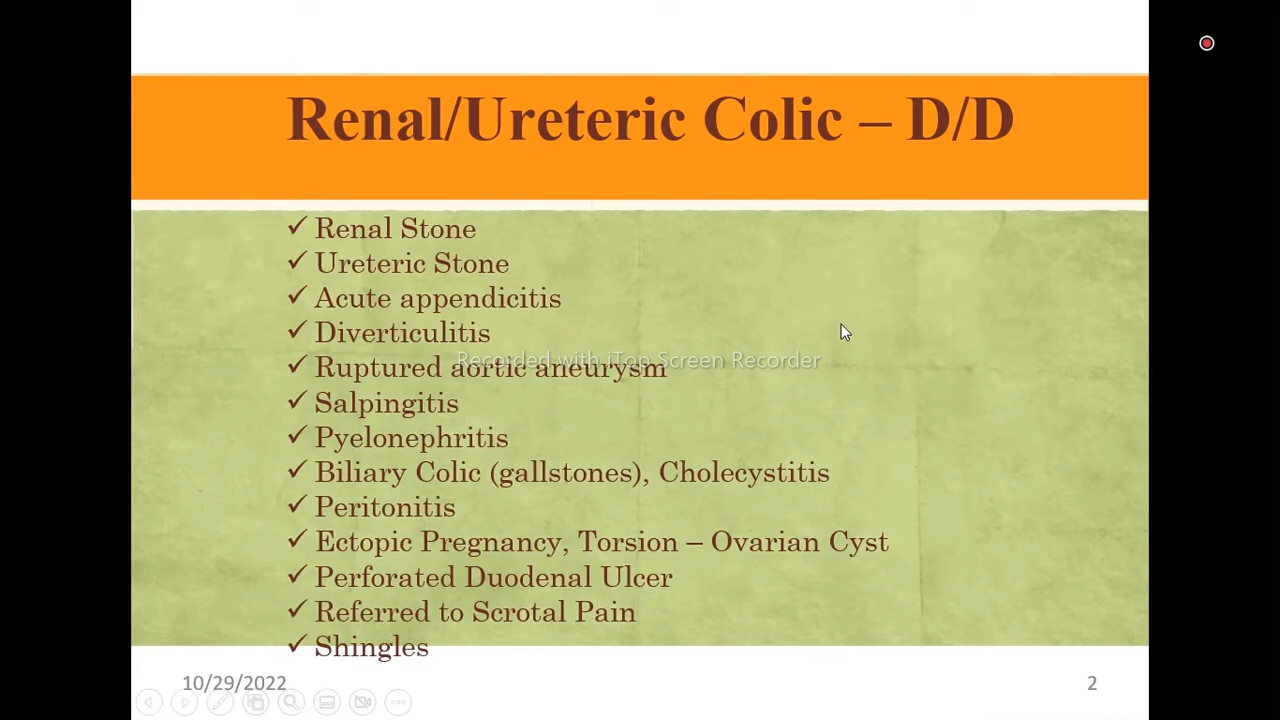 Renal/Ureteric Colic – D/D
✓ Renal Stone
✓ Ureteric Stone
✓ Acute appendicitis
✓ Diverticulitis
Recorded with iTop Screen Recorder
✓ Ruptured aortic aneurysm
✓ Salpingitis
✓ Pyelonephritis
✓ Biliary Colic (gallstones), Cholecystitis
✓ Peritonitis
✓ Ectopic Pregnancy, Torsion – Ovarian Cyst
✓ Perforated Duodenal Ulcer
✓ Referred to Scrotal Pain
✓ Shingles
10/29/2022
2